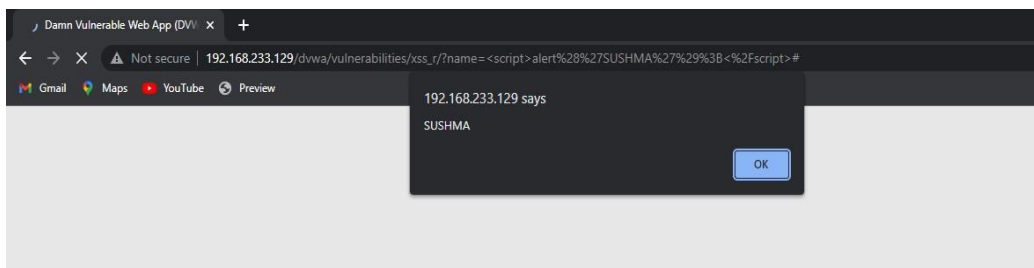 Damn Vulnerable Web App (DVW
Not secure | 192.168.233.129/dvwa/vulnerabilities/xss_r/?name=<script>alert%28%27SUSHMA%27%29%3B<%2Fscript>#
Gmail Maps YouTube Preview
192.168.233.129 says
SUSHMA
OK